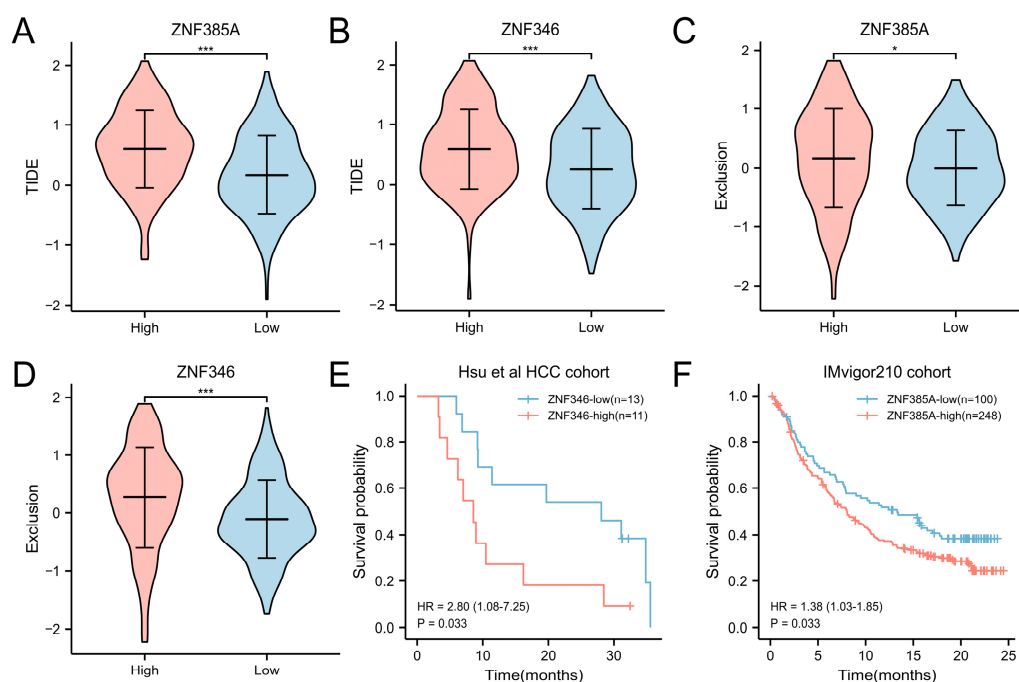 A
ZNF385A
***
TIDE
2
1
0
−1
−2
High
Low
B
ZNF346
***
TIDE
2
1
0
−1
−2
High
Low
C
ZNF385A
*
Exclusion
2
1
0
−1
−2
High
Low
D
ZNF346
***
Exclusion
2
1
0
−1
−2
High
Low
E
Hsu et al HCC cohort
ZNF346-low(n=13)
ZNF346-high(n=11)
Survival probability
1.0
0.8
0.6
0.4
0.2
0.0
HR = 2.80 (1.08-7.25)
P = 0.033
0
10
20
30
Time(months)
F
IMvigor210 cohort
ZNF385A-low(n=100)
ZNF385A-high(n=248)
Survival probability
1.0
0.8
0.6
0.4
0.2
0.0
HR = 1.38 (1.03-1.85)
P = 0.033
0
5
10
15
20
25
Time(months)